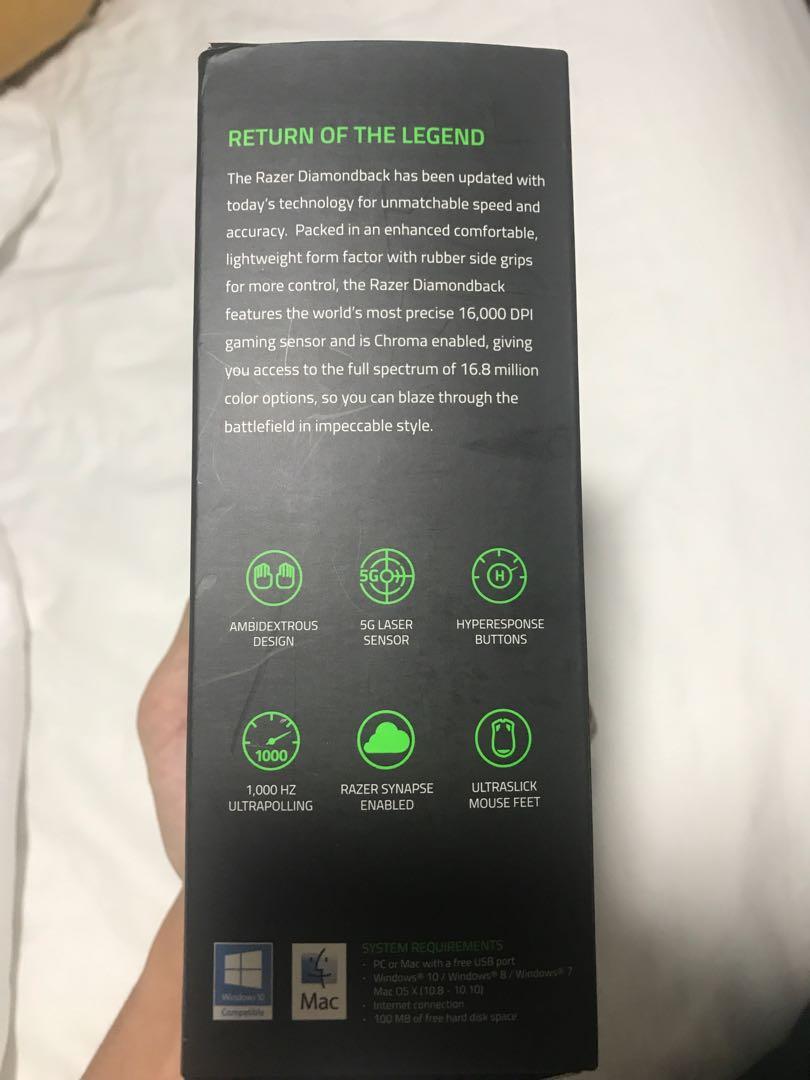 RETURN OF THE LEGEND
The Razer Diamondback has been updated with
today's technology for unmatchable speed and
accuracy. Packed in an enhanced comfortable,
lightweight form factor with rubber side grips
for more control, the Razer Diamondback
features the world's most precise 16,000 DPI
gaming sensor and is Chroma enabled, giving
you access to the full spectrum of 16.8 million
color options, so you can blaze through the
battlefield in impeccable style.
5G
H
AMBIDEXTROUS
DESIGN
5G LASER
SENSOR
HYPERESPONSE
BUTTONS
1000
1,000 HZ
ULTRAPOLLING
RAZER SYNAPSE
ENABLED
ULTRASLICK
MOUSE FEET
Windows 10
Compatible
Mac
SYSTEM REQUIREMENTS
· PC or Mac with a free USB port
· Windows® 10 / Windows® 8 / Windows® 7
Mac OS X (10.8 - 10.10)
· Internet connection
· 100 MB of free hard disk space